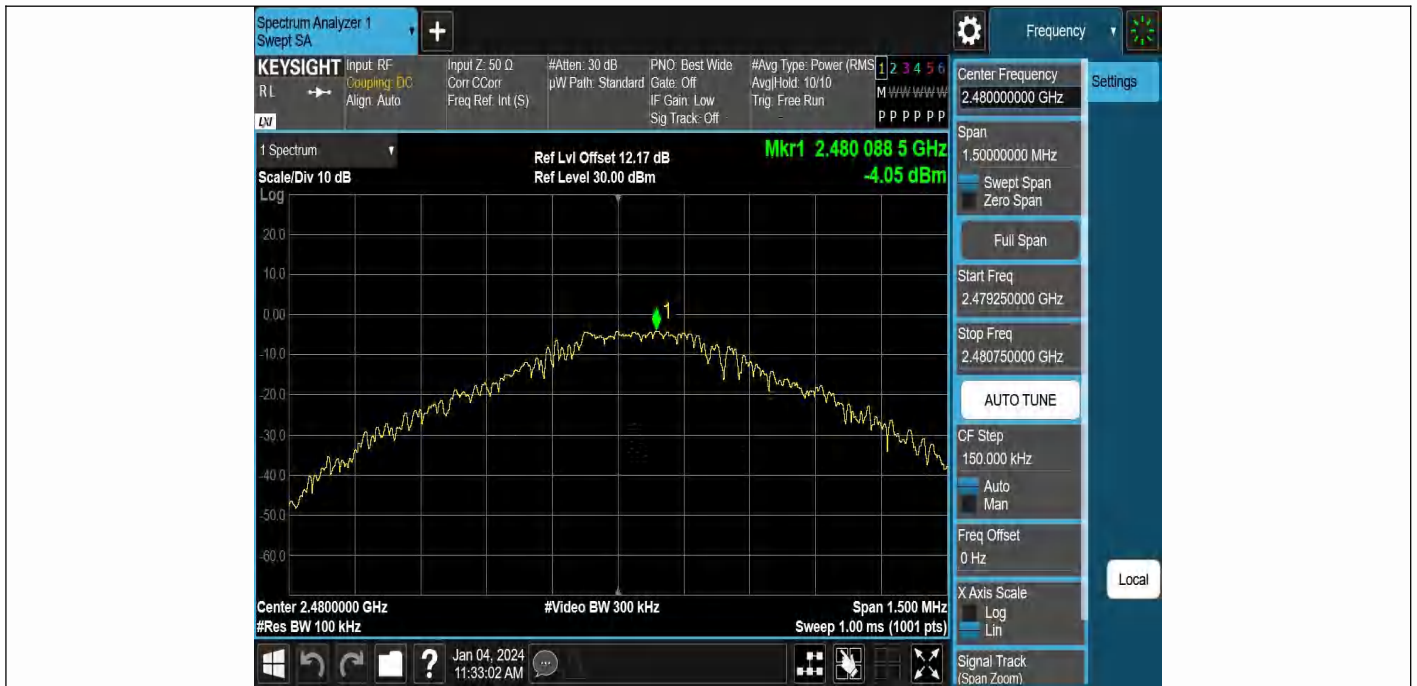 Spectrum Analyzer 1
Swept SA
Frequency
KEYSIGHT
RL
LXI
Input: RF
Coupling: DC
Align: Auto
Input Z: 50 Ω
Corr CCorr
Freq Ref: Int (S)
#Atten: 30 dB
µW Path: Standard
PNO: Best Wide
Gate: Off
IF Gain: Low
Sig Track: Off
#Avg Type: Power (RMS
Avg|Hold: 10/10
Trig: Free Run
1 2 3 4 5 6
M W W W W W
P P P P P P
1 Spectrum
Scale/Div 10 dB
Ref Lvl Offset 12.17 dB
Ref Level 30.00 dBm
Mkr1 2.480 088 5 GHz
-4.05 dBm
Log
20.0
10.0
0.00
-10.0
-20.0
-30.0
-40.0
-50.0
-60.0
1
Center 2.4800000 GHz
#Res BW 100 kHz
#Video BW 300 kHz
Span 1.500 MHz
Sweep 1.00 ms (1001 pts)
Jan 04, 2024
11:33:02 AM
Center Frequency
2.480000000 GHz
Settings
Span
1.50000000 MHz
Swept Span
Zero Span
Full Span
Start Freq
2.479250000 GHz
Stop Freq
2.480750000 GHz
AUTO TUNE
CF Step
150.000 kHz
Auto
Man
Freq Offset
0 Hz
X Axis Scale
Log
Lin
Local
Signal Track
(Span Zoom)